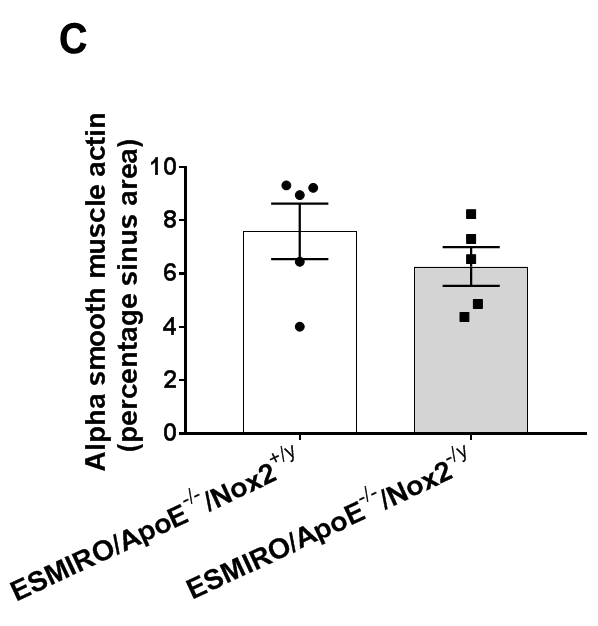 C
Alpha smooth muscle actin
(percentage sinus area)
10
8
6
4
2
0
ESMIRO/ApoE-/-/Nox2+/y
ESMIRO/ApoE-/-/Nox2-/y